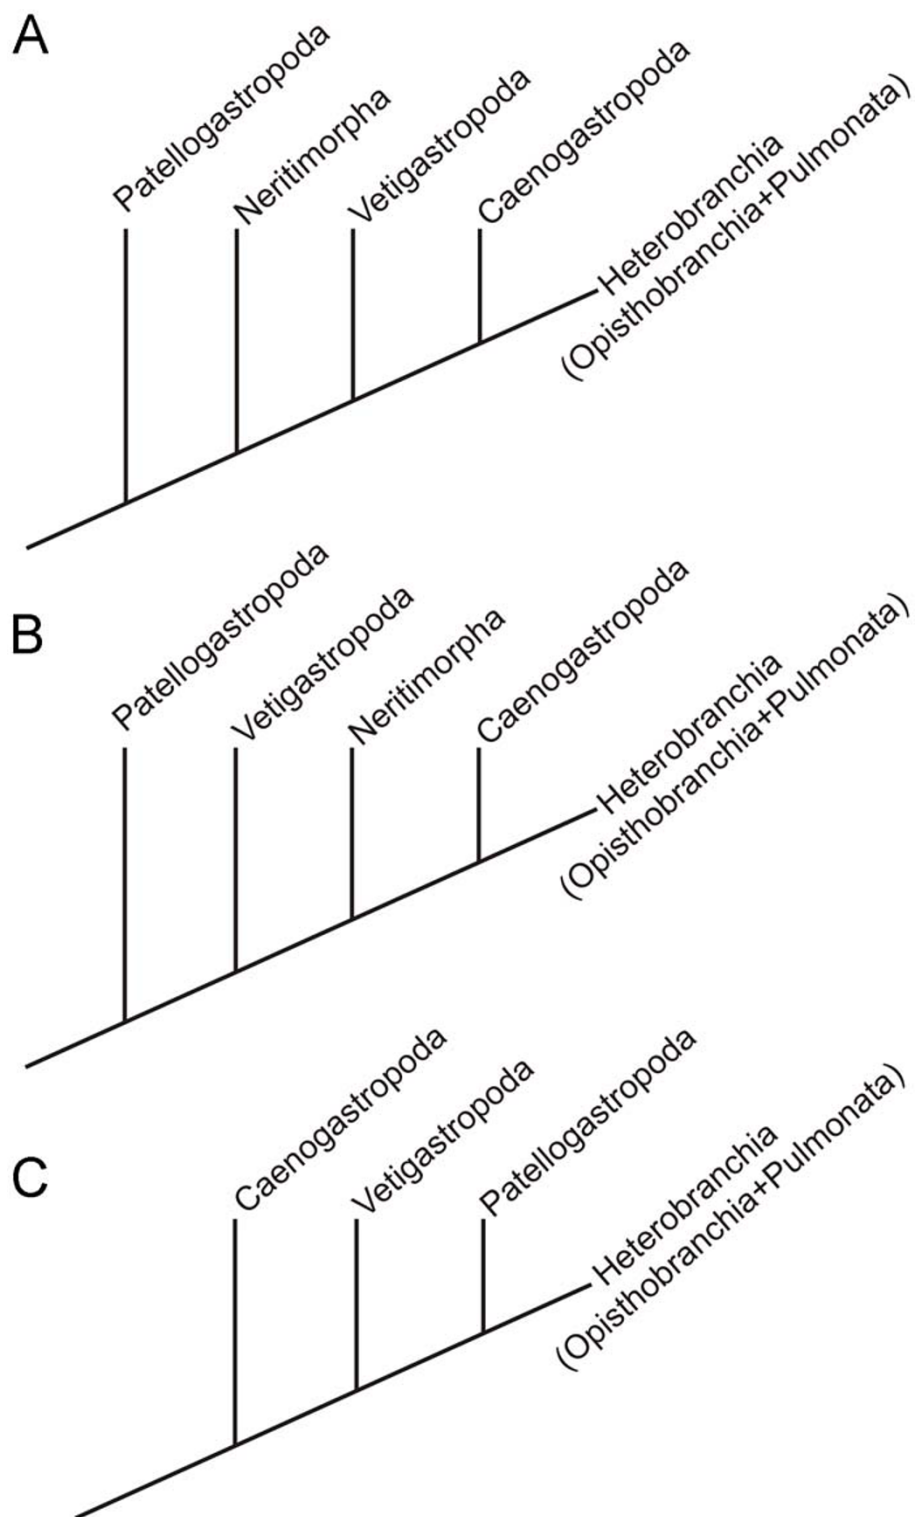 A
Patellogastropoda
Neritimorpha
Vetigastropoda
Caenogastropoda
Heterobranchia
(Opisthobranchia+Pulmonata)
B
Patellogastropoda
Vetigastropoda
Neritimorpha
Caenogastropoda
Heterobranchia
(Opisthobranchia+Pulmonata)
C
Caenogastropoda
Vetigastropoda
Patellogastropoda
Heterobranchia
(Opisthobranchia+Pulmonata)